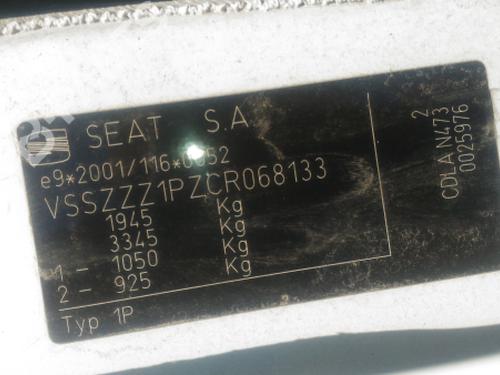 SEAT S.A.
e9*2001/116*0052
VSSZZZ1PZCR068133
1945 Kg
3345 Kg
1 - 1050 Kg
2 - 925 Kg
Typ 1P
2
CDLA N473
0025976